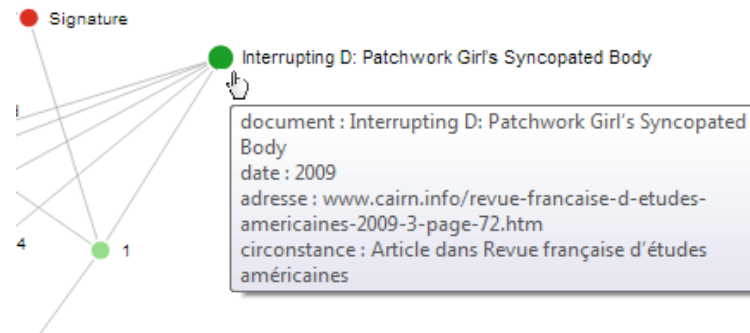 Signature
Interrupting D: Patchwork Girl's Syncopated Body
document : Interrupting D: Patchwork Girl's Syncopated
Body
date : 2009
adresse : www.cairn.info/revue-francaise-d-etudes-
americaines-2009-3-page-72.htm
circonstance : Article dans Revue française d'études
américaines
4
1